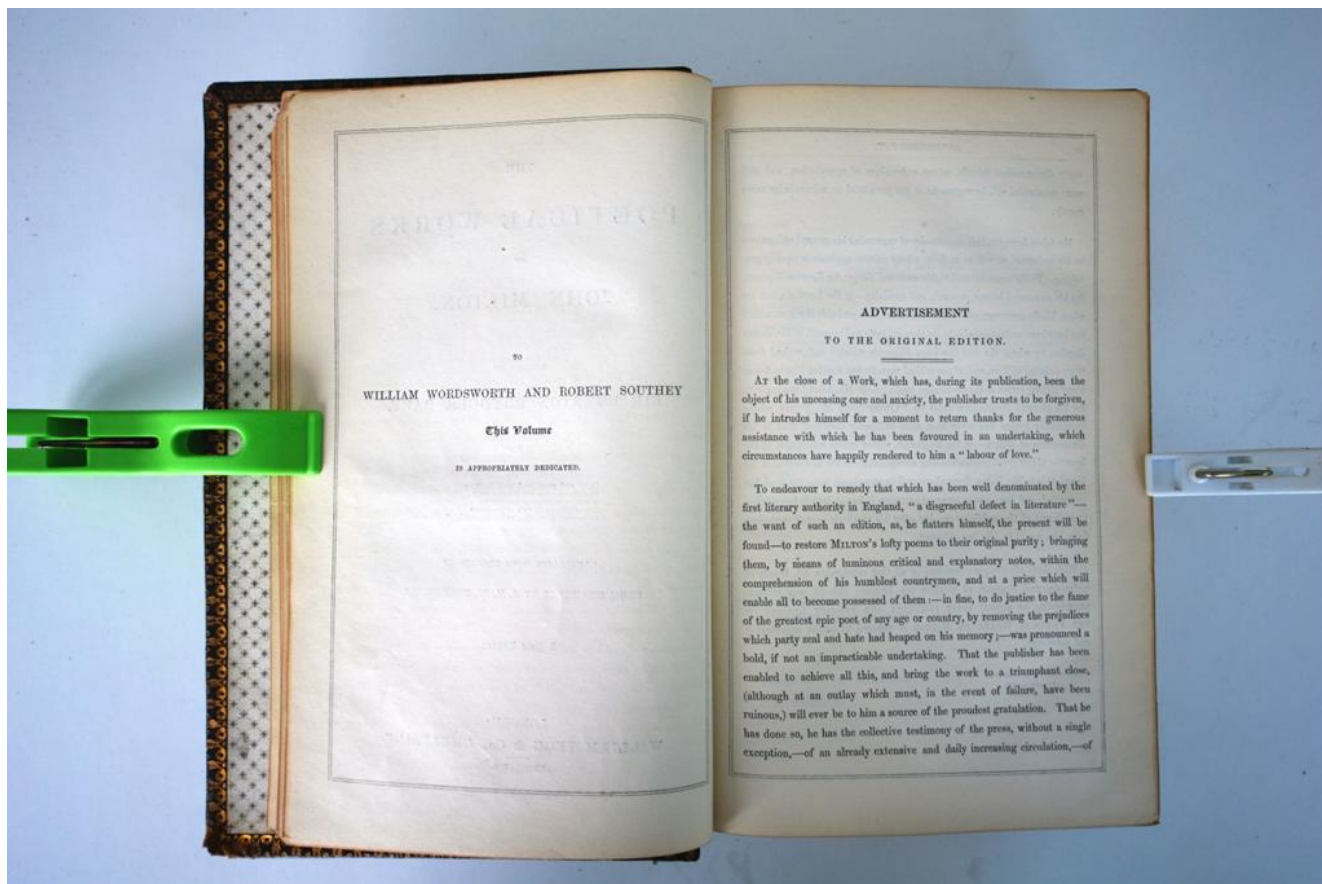 TO
WILLIAM WORDSWORTH AND ROBERT SOUTHEY
This Volume
IS APPROPRIATELY DEDICATED.
ADVERTISEMENT
TO THE ORIGINAL EDITION.
AT the close of a Work, which has, during its publication, been the
object of his unceasing care and anxiety, the publisher trusts to be forgiven,
if he intrudes himself for a moment to return thanks for the generous
assistance with which he has been favoured in an undertaking, which
circumstances have happily rendered to him a "labour of love."
To endeavour to remedy that which has been well denominated by the
first literary authority in England, "a disgraceful defect in literature"—
the want of such an edition, as, he flatters himself, the present will be
found—to restore MILTON'S lofty poems to their original purity; bringing
them, by means of luminous critical and explanatory notes, within the
comprehension of his humblest countrymen, and at a price which will
enable all to become possessed of them:—in fine, to do justice to the fame
of the greatest epic poet of any age or country, by removing the prejudices
which party zeal and hate had heaped on his memory;—was pronounced a
bold, if not an impracticable undertaking. That the publisher has been
enabled to achieve all this, and bring the work to a triumphant close,
(although at an outlay which must, in the event of failure, have been
ruinous,) will ever be to him a source of the proudest gratulation. That he
has done so, he has the collective testimony of the press, without a single
exception,—of an already extensive and daily increasing circulation,—of